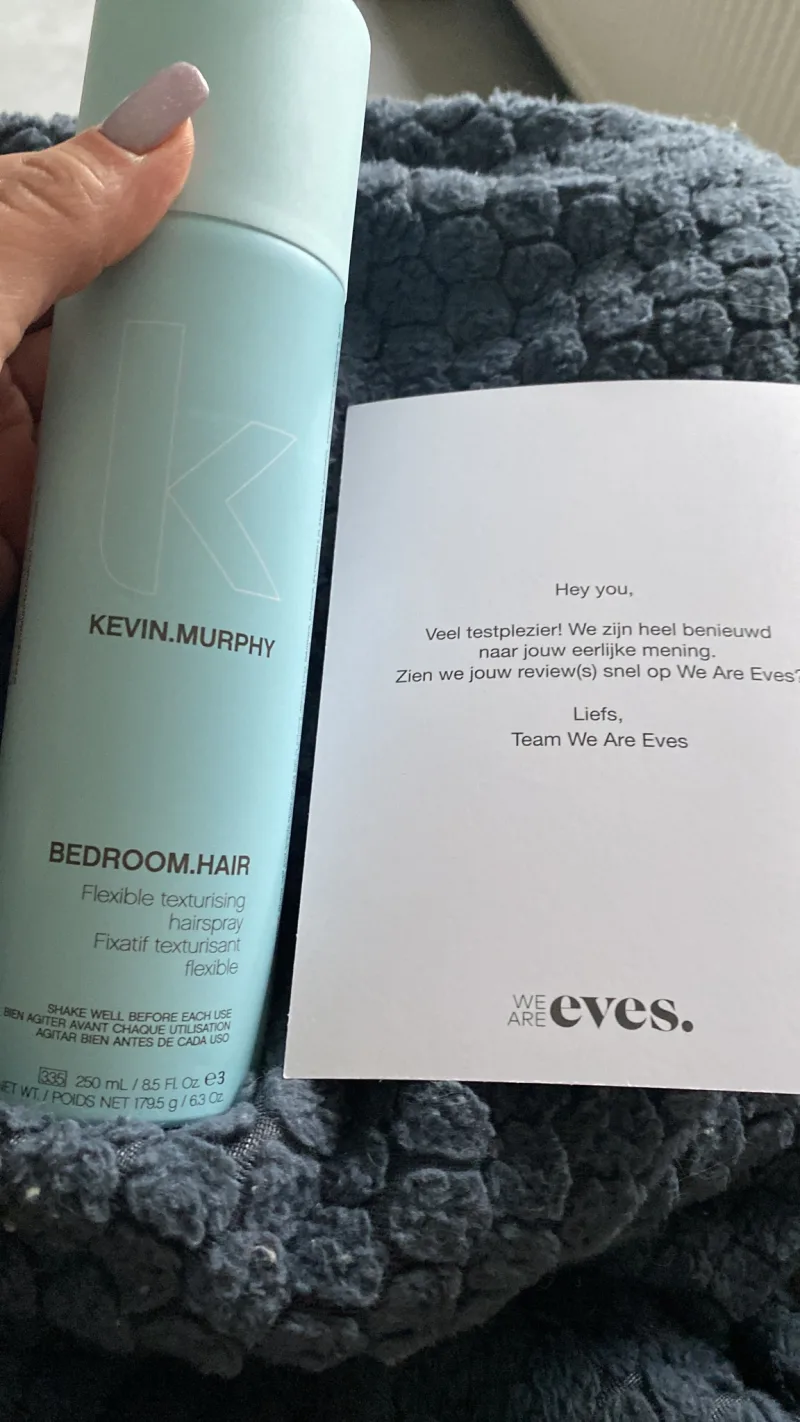 k
KEVIN.MURPHY
BEDROOM.HAIR
Flexible texturising
hairspray
Fixatif texturisant
flexible
SHAKE WELL BEFORE EACH USE
BIEN AGITER AVANT CHAQUE UTILISATION
AGITAR BIEN ANTES DE CADA USO
335 250 mL / 8.5 Fl. Oz. e3
NET WT. / POIDS NET 179.5 g / 6.3 Oz.
Hey you,
Veel testplezier! We zijn heel benieuwd
naar jouw eerlijke mening.
Zien we jouw review(s) snel op We Are Eves?
Liefs,
Team We Are Eves
WE
ARE eves.